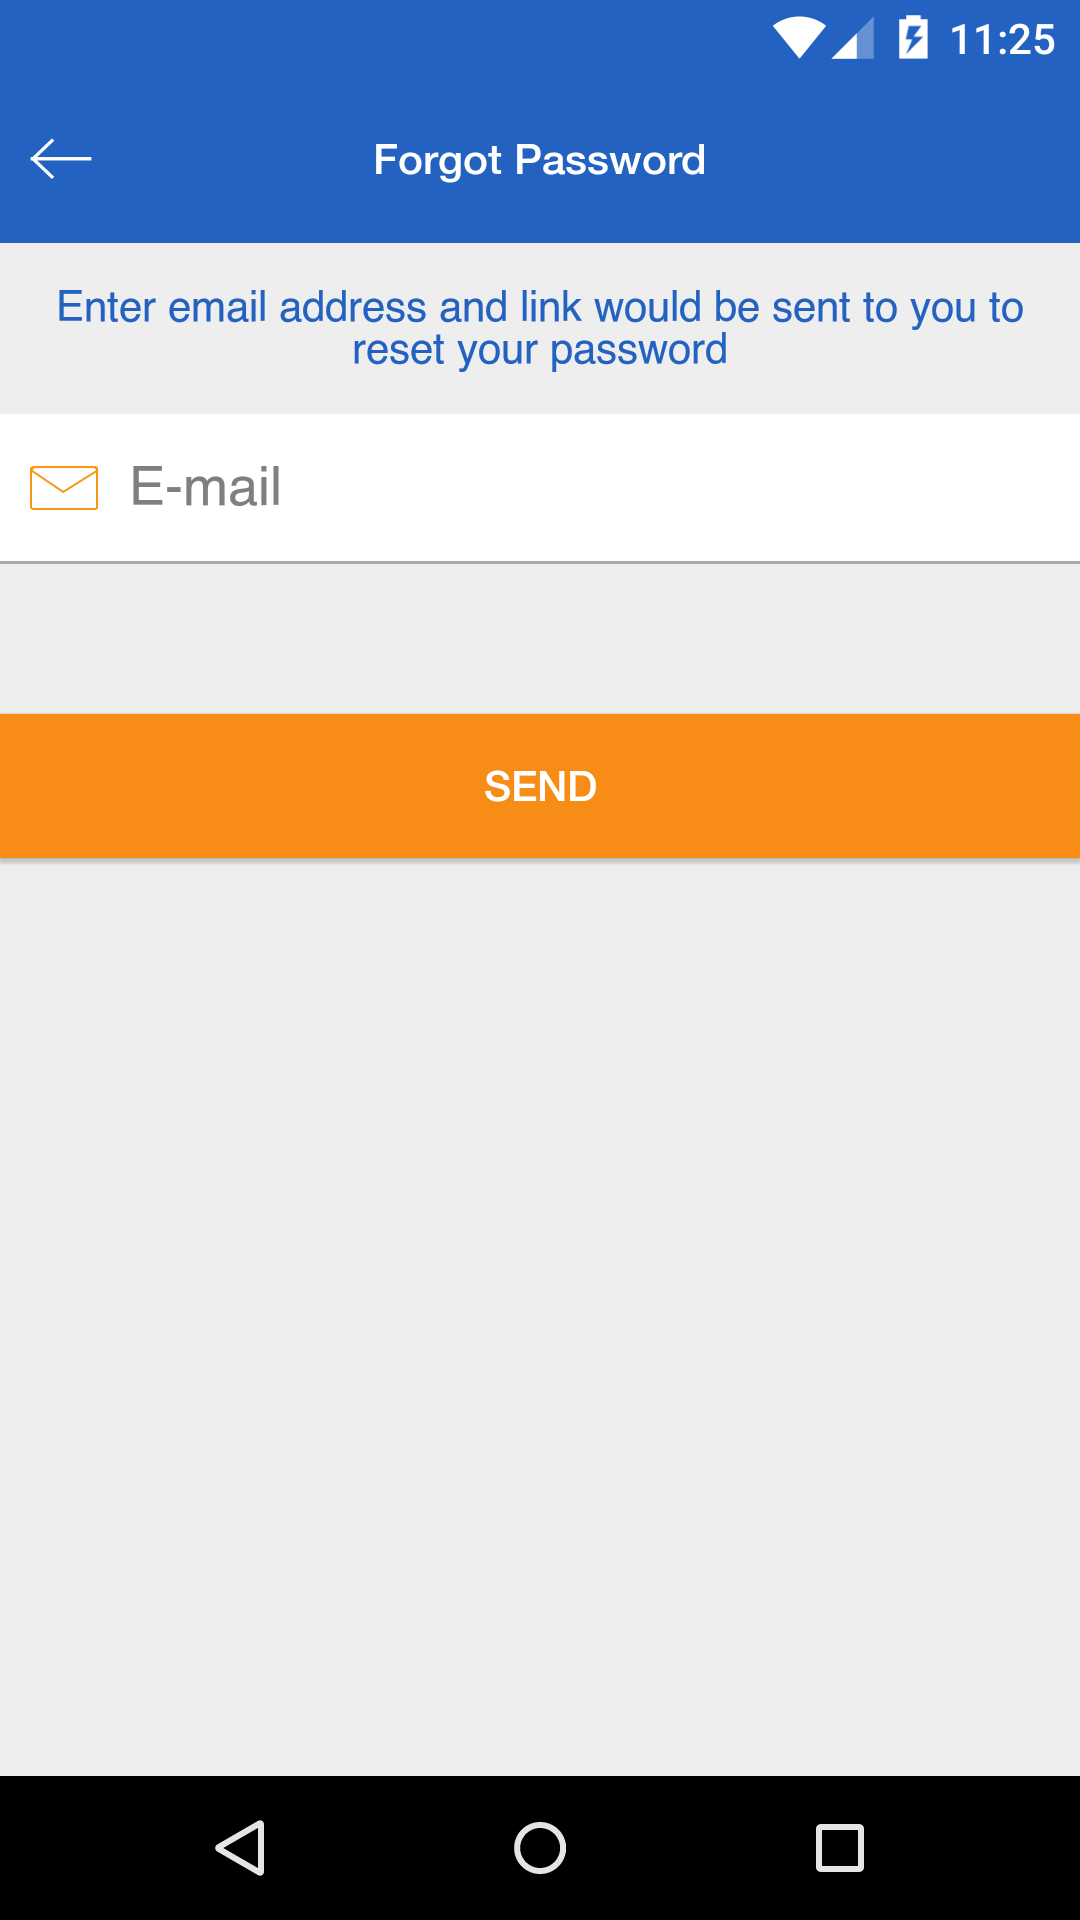 11:25
Forgot Password
Enter email address and link would be sent to you to
reset your password
E-mail
SEND